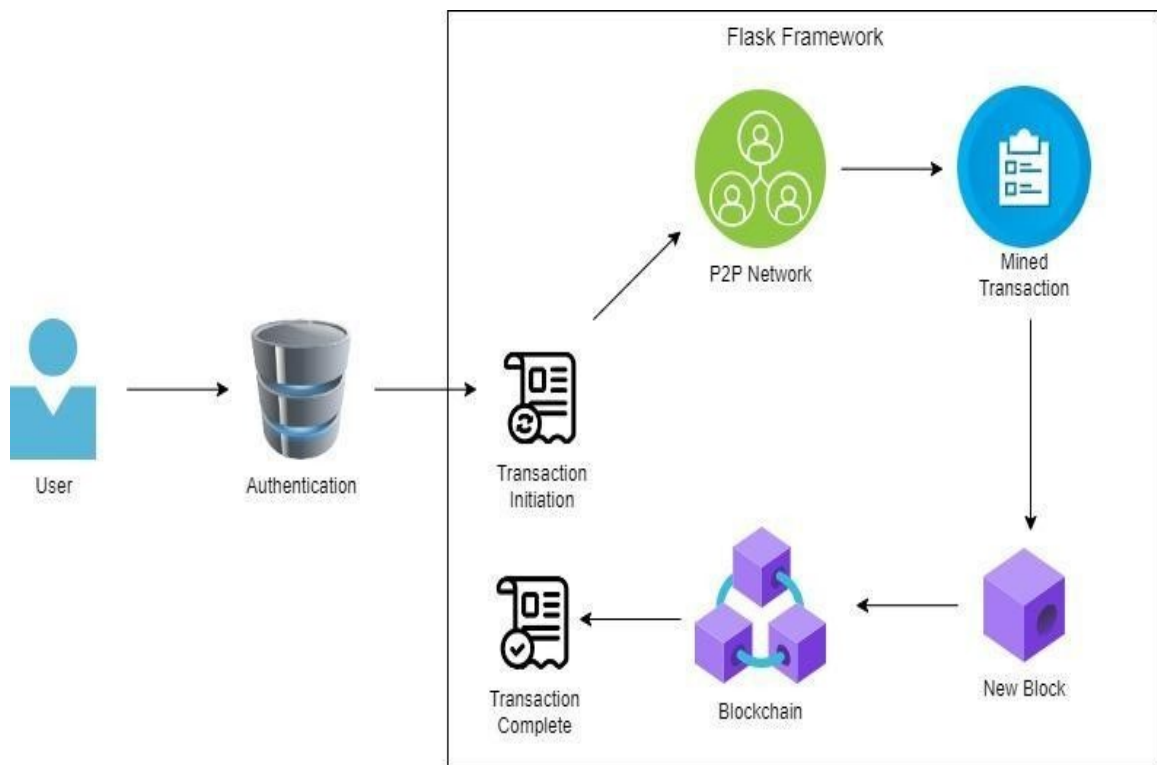 Flask Framework
P2P Network
Mined
Transaction
User
Authentication
Transaction
Initiation
New Block
Blockchain
Transaction
Complete